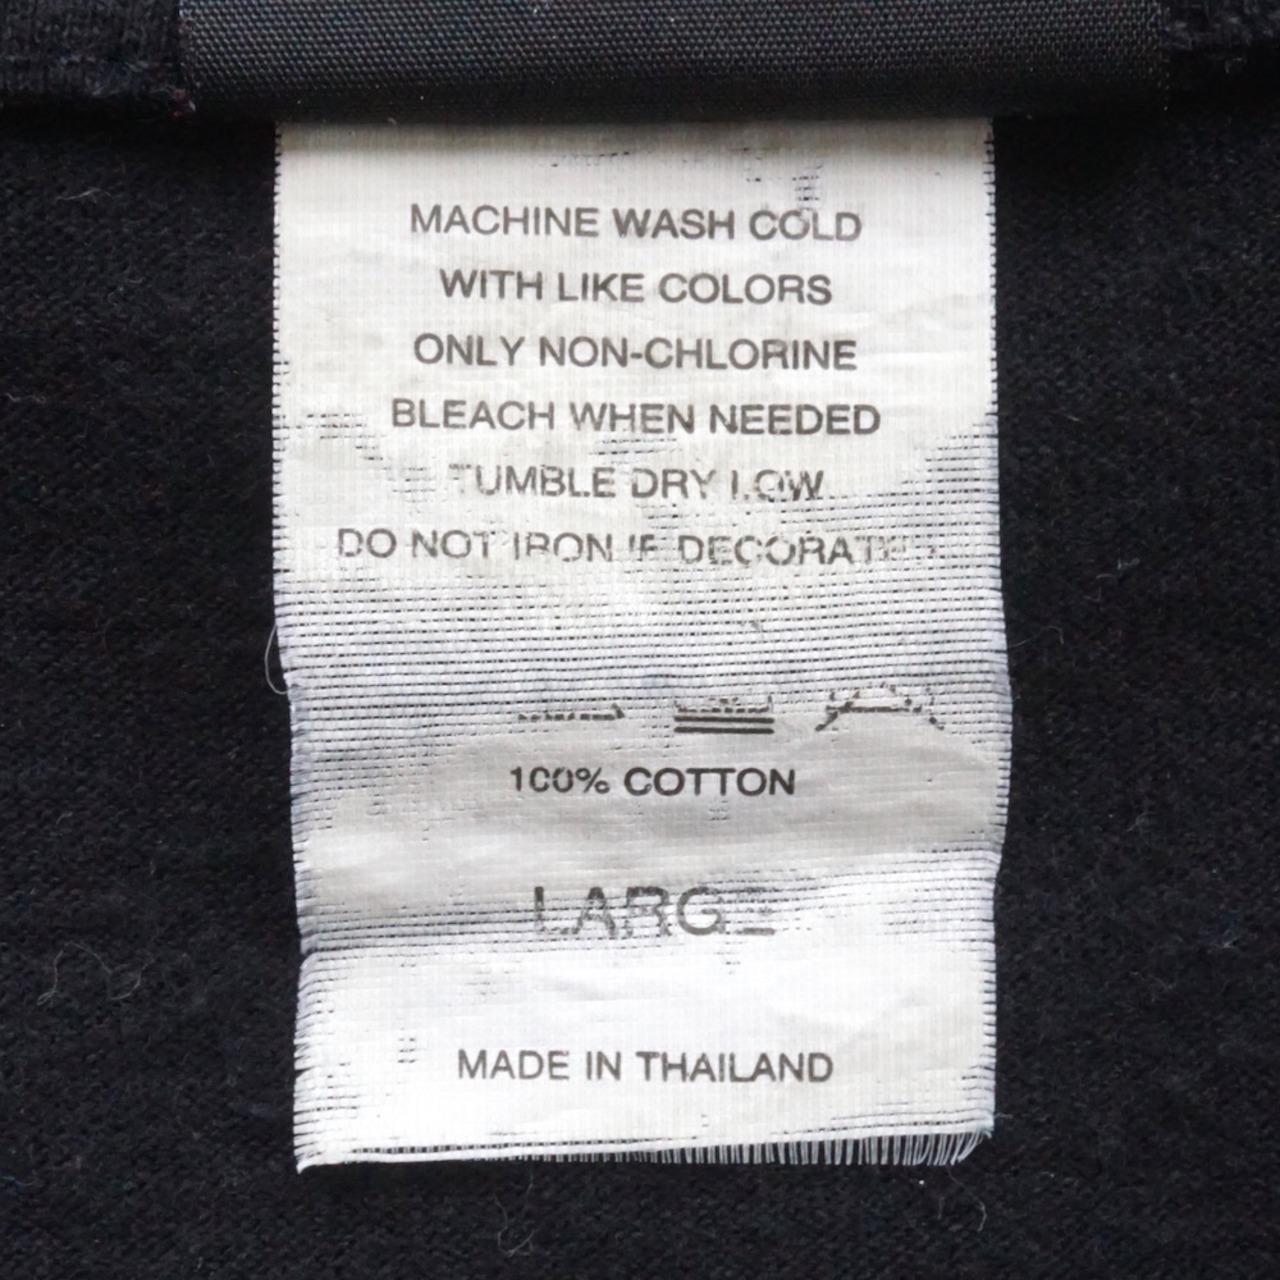 MACHINE WASH COLD
WITH LIKE COLORS
ONLY NON-CHLORINE
BLEACH WHEN NEEDED
TUMBLE DRY LOW
DO NOT IRON IF DECORATED
100% COTTON
LARGE
MADE IN THAILAND